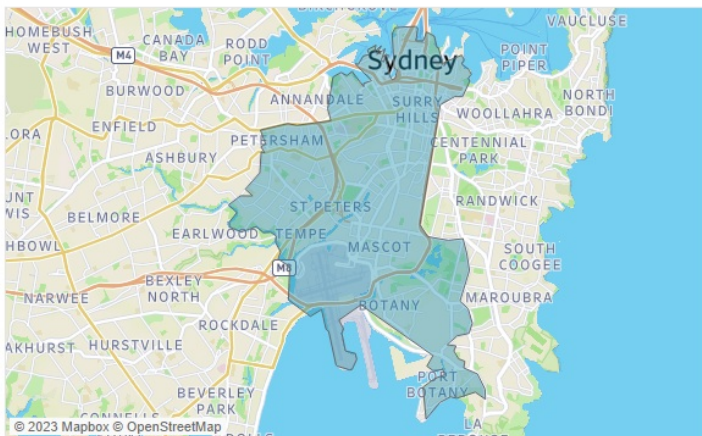 HOMEBUSH
WEST
CANADA
BAY
RODD
POINT
VAUCLUSE
M4
Sydney
POINT
PIPER
BURWOOD
ANNANDALE
SURRY
HILLS
WOOLLAHRA
NORTH
BONDI
ENFIELD
PETERSHAM
CENTENNIAL
PARK
ASHBURY
ST PETERS
RANDWICK
BELMORE
EARLWOOD
TEMPE
MASCOT
SOUTH
COOGEE
M8
BEXLEY
NORTH
NARWEE
BOTANY
MAROUBRA
ROCKDALE
HURSTVILLE
BEVERLEY
PARK
PORT
BOTANY
LA
© 2023 Mapbox © OpenStreetMap